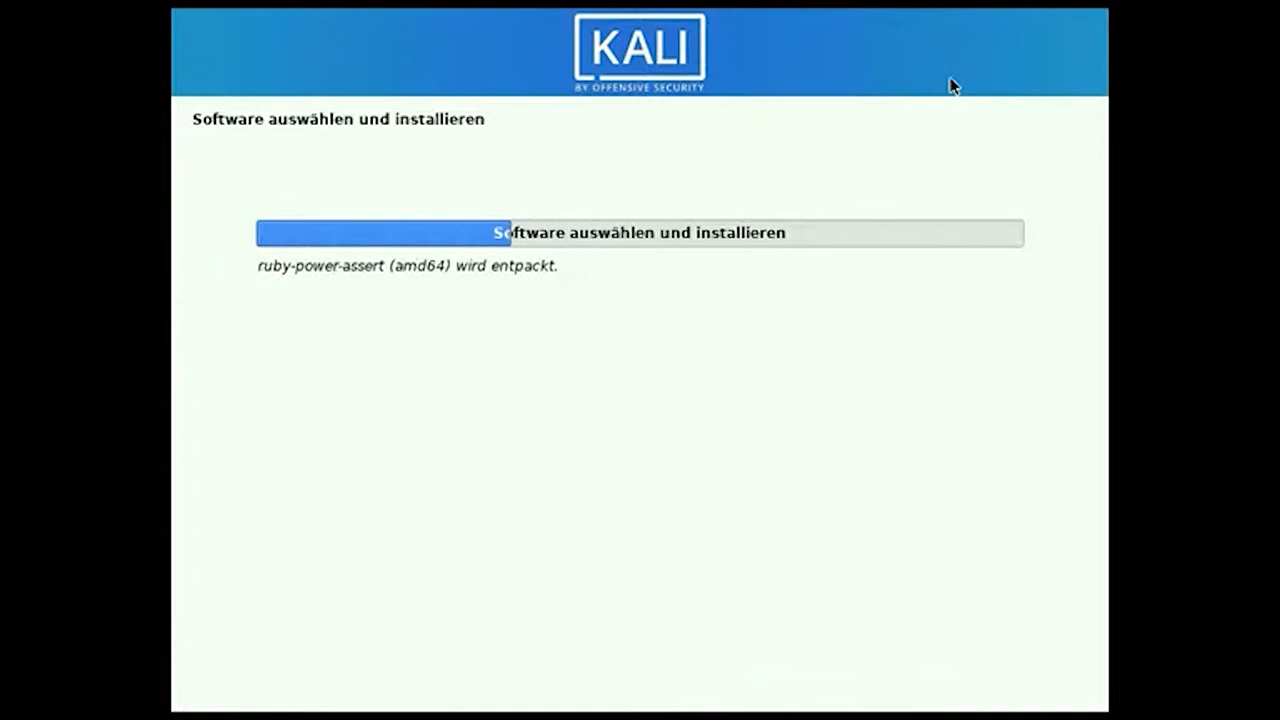 KALI
BY OFFENSIVE SECURITY
Software auswählen und installieren
Software auswählen und installieren
ruby-power-assert (amd64) wird entpackt.